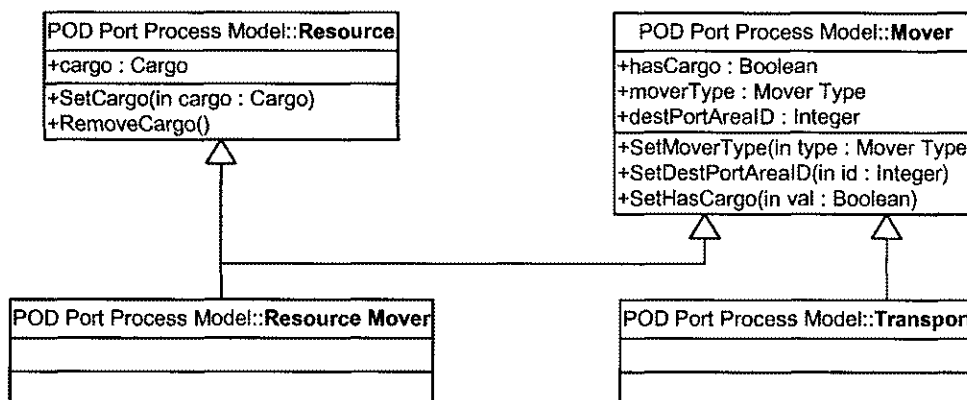 POD Port Process Model::Resource
+cargo : Cargo
+SetCargo(in cargo : Cargo)
+RemoveCargo()
POD Port Process Model::Mover
+hasCargo : Boolean
+moverType : Mover Type
+destPortAreaID : Integer
+SetMoverType(in type : Mover Type
+SetDestPortAreaID(in id : Integer)
+SetHasCargo(in val : Boolean)
POD Port Process Model::Resource Mover
POD Port Process Model::Transpor